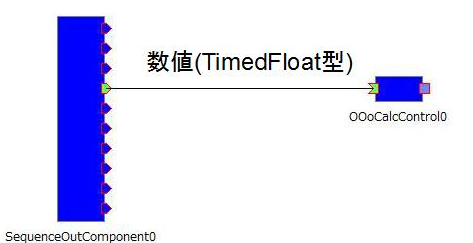 数値(TimedFloat型)
OOoCalcControl0
SequenceOutComponent0